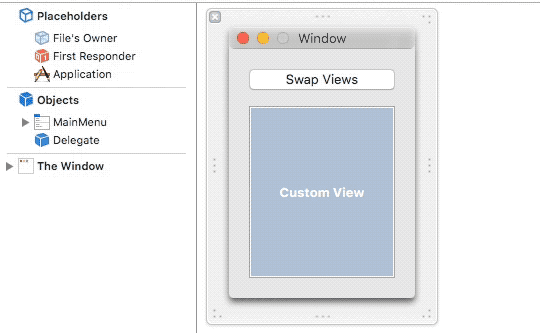 Placeholders
File's Owner
First Responder
Application
Objects
MainMenu
Delegate
The Window
Window
Swap Views
Custom View